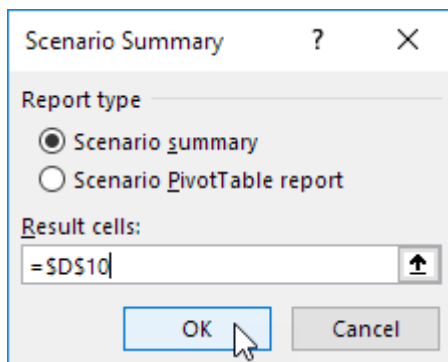 Scenario Summary ?
Report type
Scenario summary
Scenario PivotTable report
Result cells:
=$D$10
OK Cancel